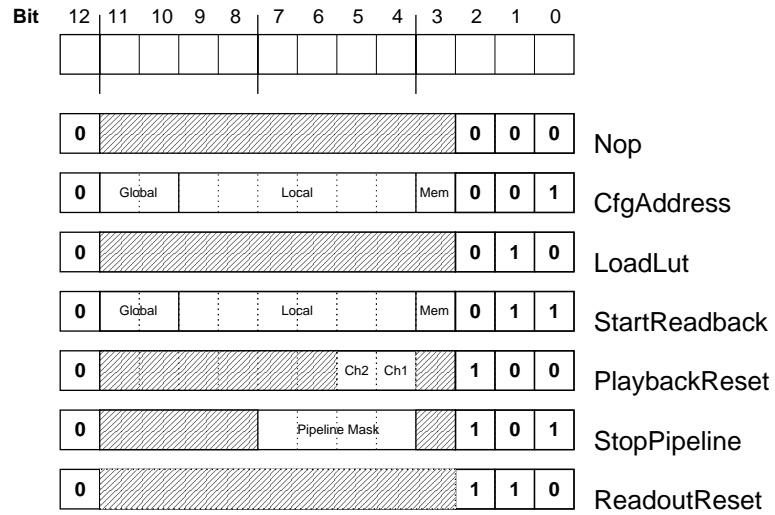 Bit 12 11 10 9 8 7 6 5 4 3 2 1 0
0 0 0 0 Nop
0 Global Local Mem 0 0 1 CfgAddress
0 0 1 0 LoadLut
0 Global Local Mem 0 1 1 StartReadback
0 Ch2 Ch1 1 0 0 PlaybackReset
0 Pipeline Mask 1 0 1 StopPipeline
0 1 1 0 ReadoutReset